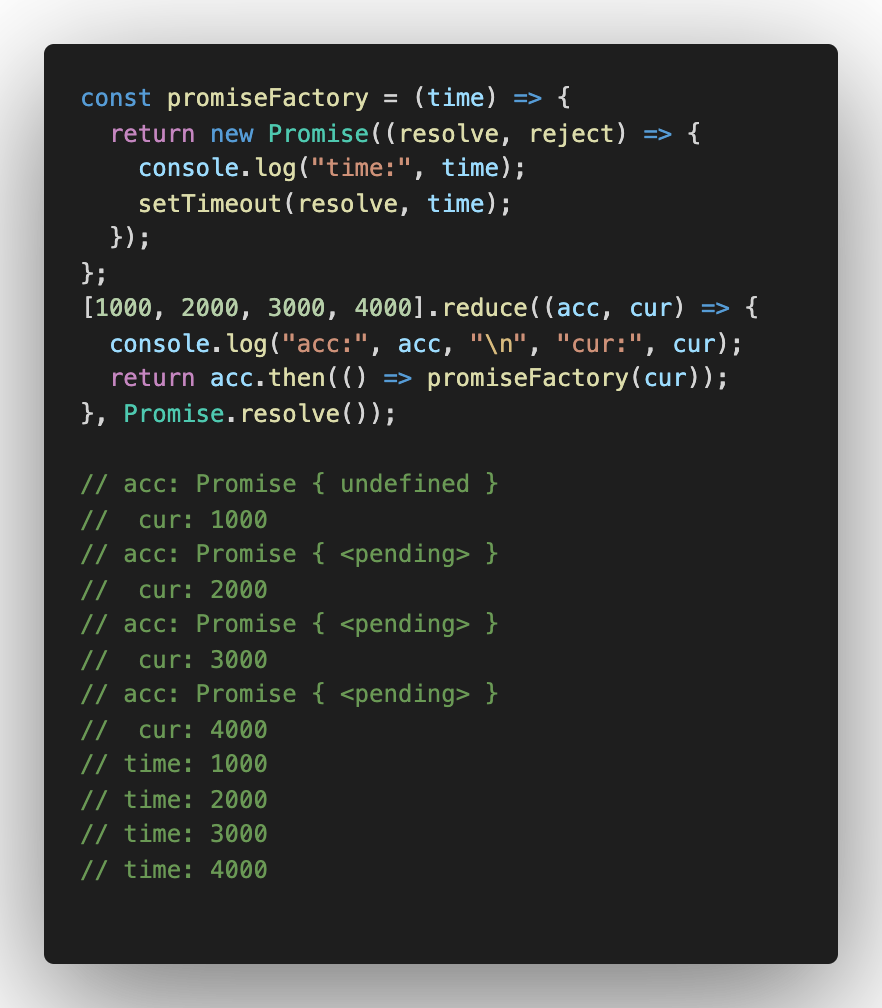 const promiseFactory = (time) => {
  return new Promise((resolve, reject) => {
    console.log("time:", time);
    setTimeout(resolve, time);
  });
};
[1000, 2000, 3000, 4000].reduce((acc, cur) => {
  console.log("acc:", acc, "\n", "cur:", cur);
  return acc.then(() => promiseFactory(cur));
}, Promise.resolve());

// acc: Promise { undefined }
//  cur: 1000
// acc: Promise { <pending> }
//  cur: 2000
// acc: Promise { <pending> }
//  cur: 3000
// acc: Promise { <pending> }
//  cur: 4000
// time: 1000
// time: 2000
// time: 3000
// time: 4000